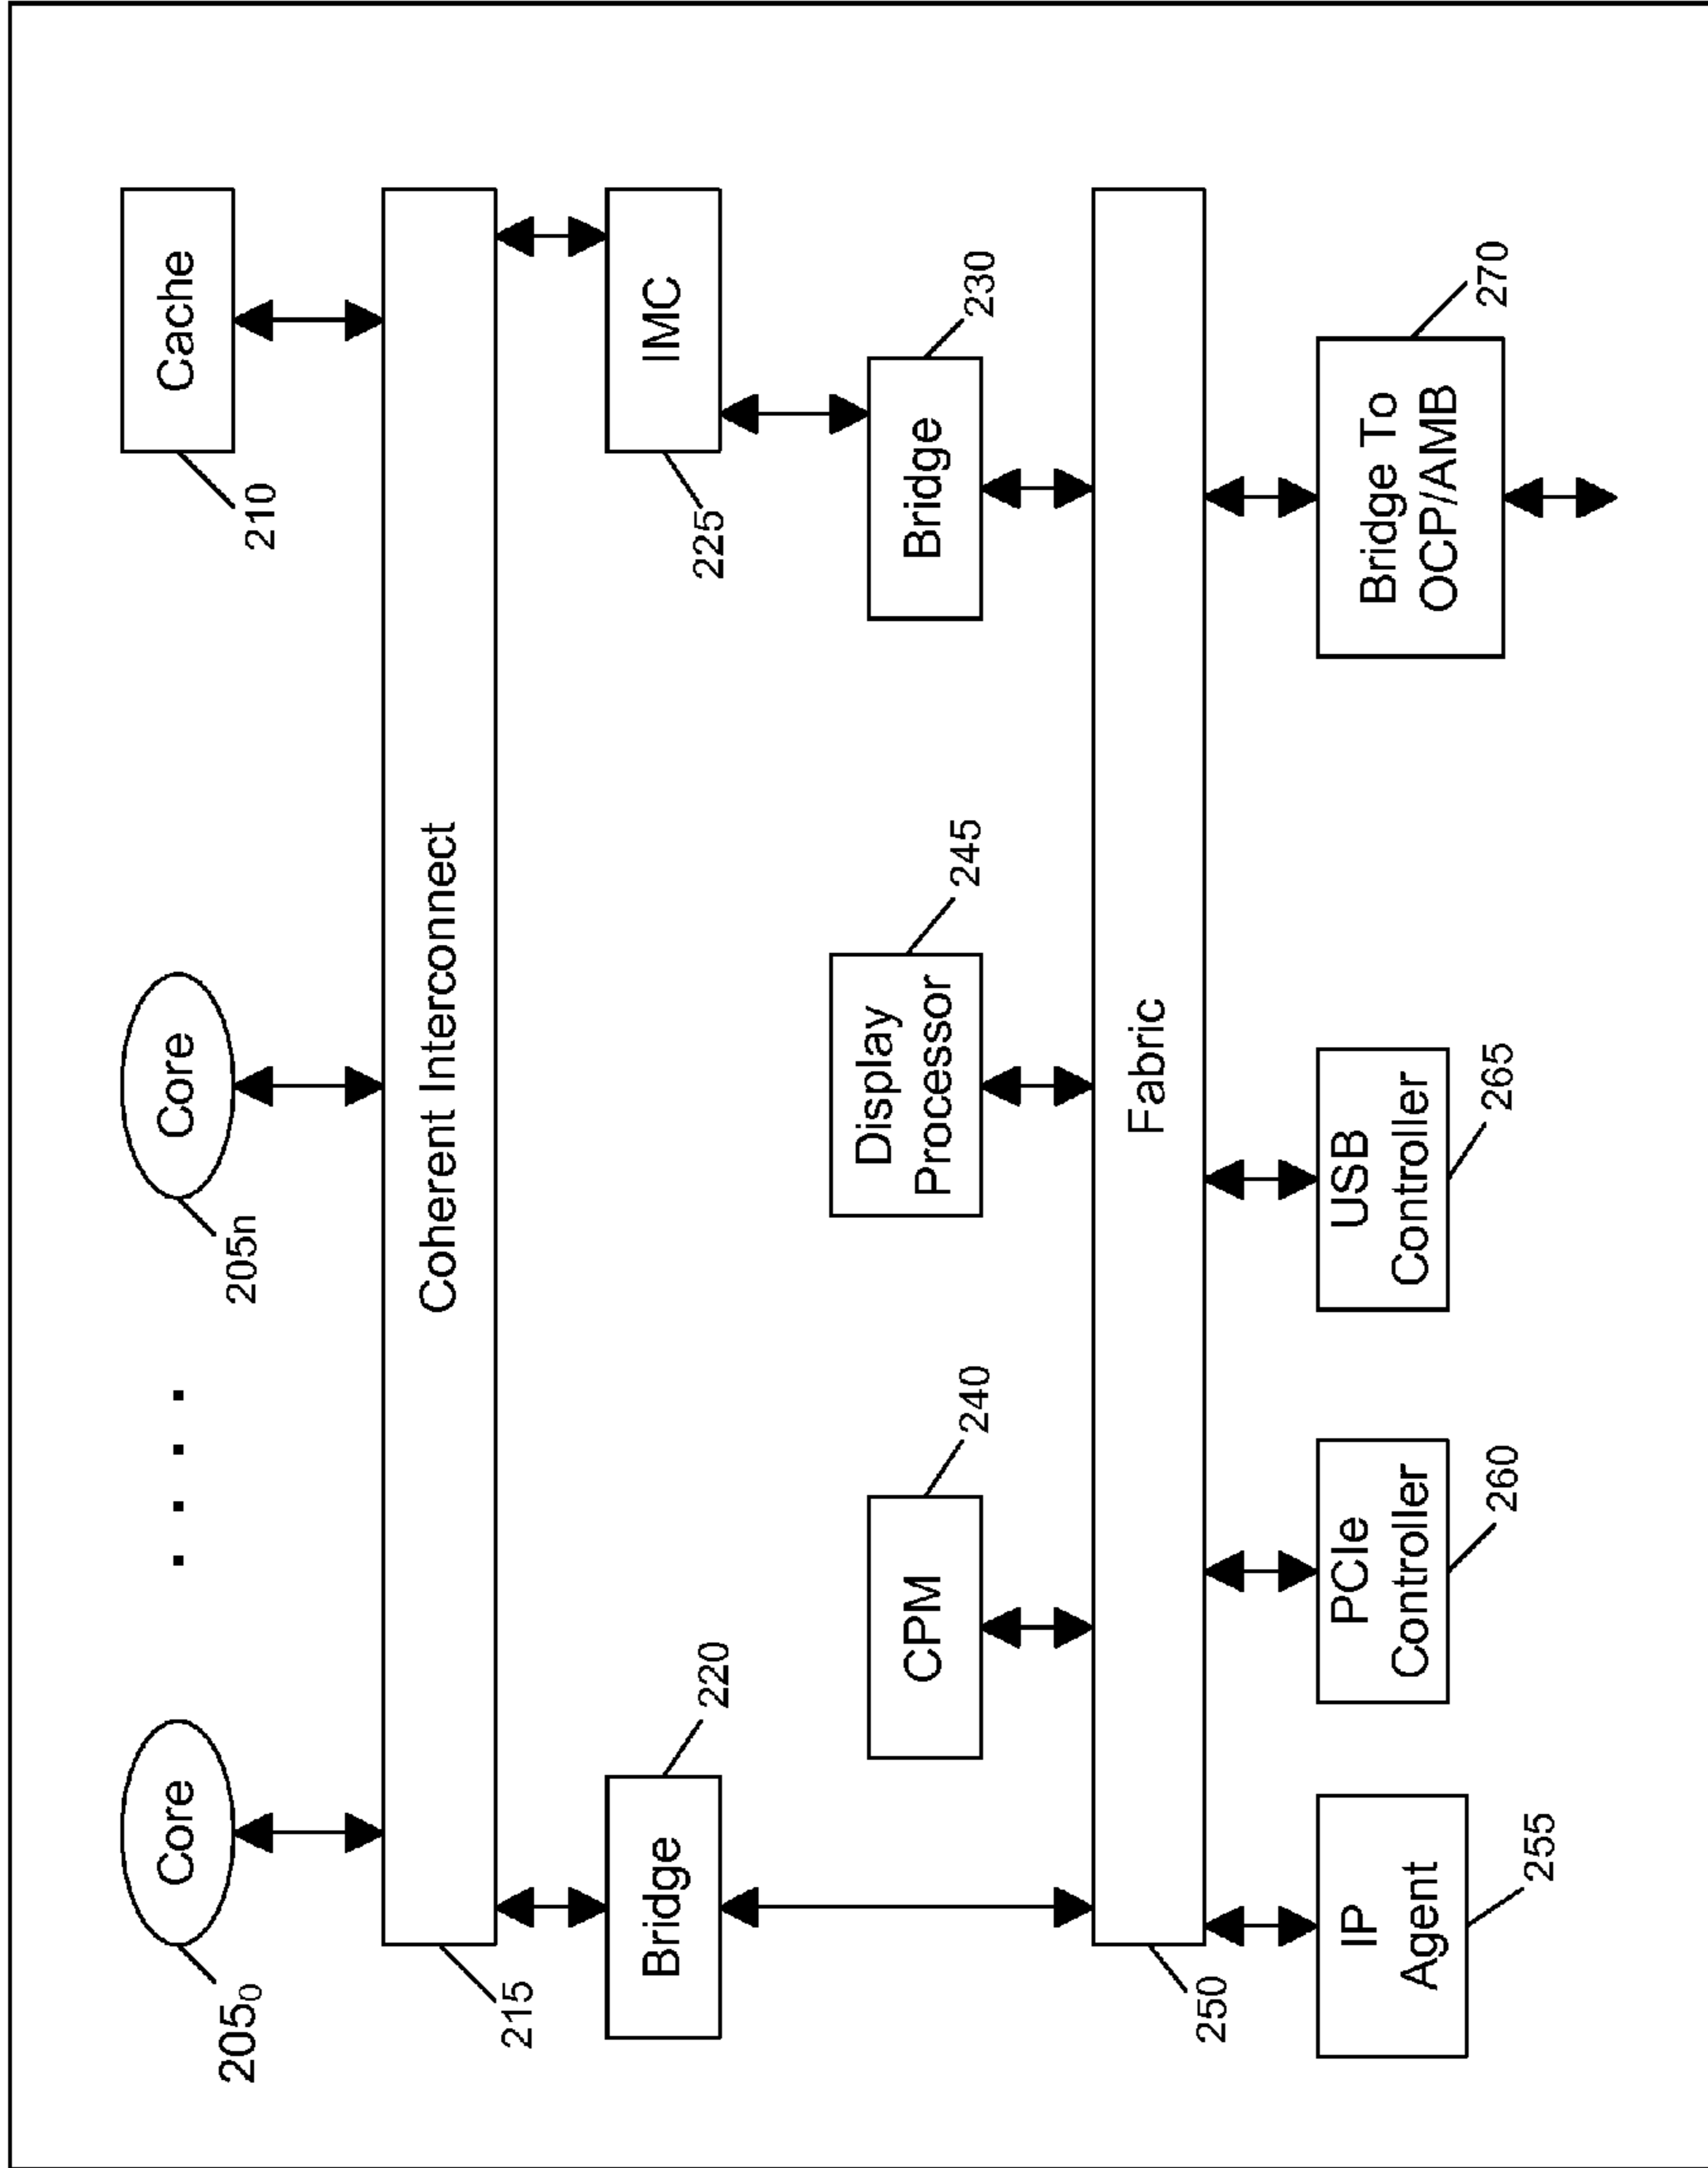 Core
Core
Cache
205₀
205n
210
Coherent Interconnect
215
Bridge
220
IMC
225
CPM
240
Display
Processor
245
Bridge
230
Fabric
250
IP
Agent
255
PCIe
Controller
260
USB
Controller
265
Bridge To
OCP/AMB
270